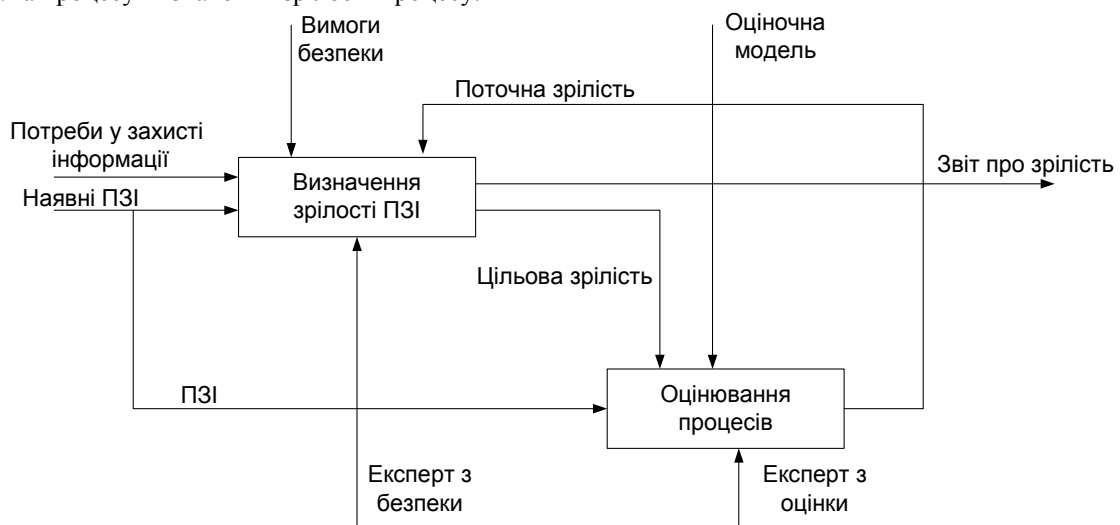 Вимоги
безпеки
Оціночна
модель
Поточна зрілість
Потреби у захисті
інформації
Наявні ПЗІ
Визначення
зрілості ПЗІ
Звіт про зрілість
Цільова зрілість
ПЗІ
Оцінювання
процесів
Експерт з
безпеки
Експерт з
оцінки